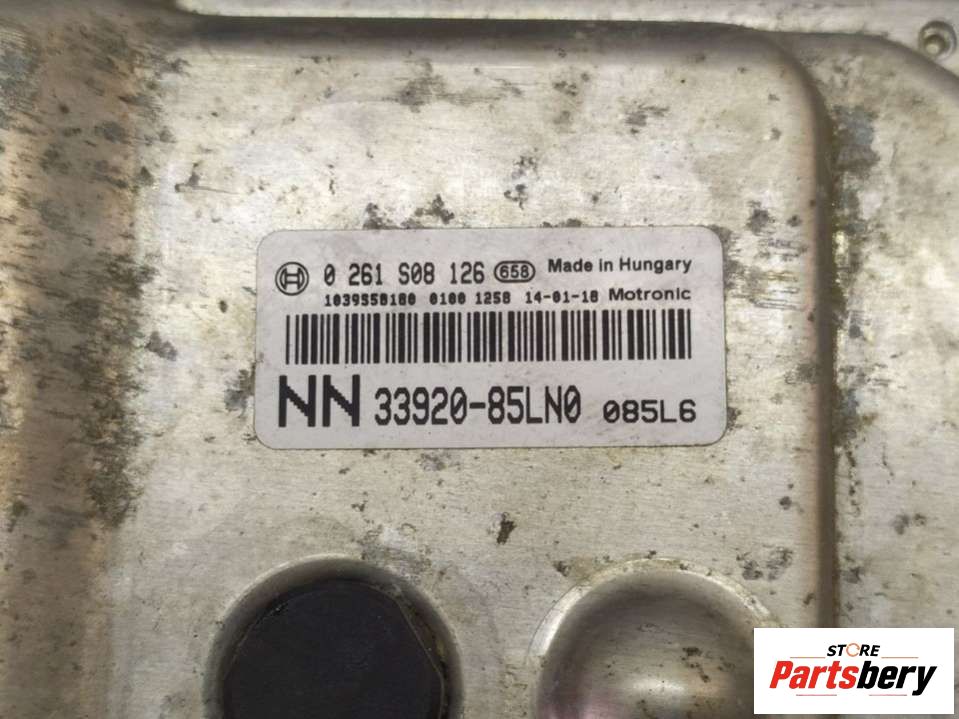 0 261 S08 126 658 Made in Hungary
1039S58180 0100 1258 14-01-18 Motronic
NN 33920-85LN0 085L6
STORE
Partsbery